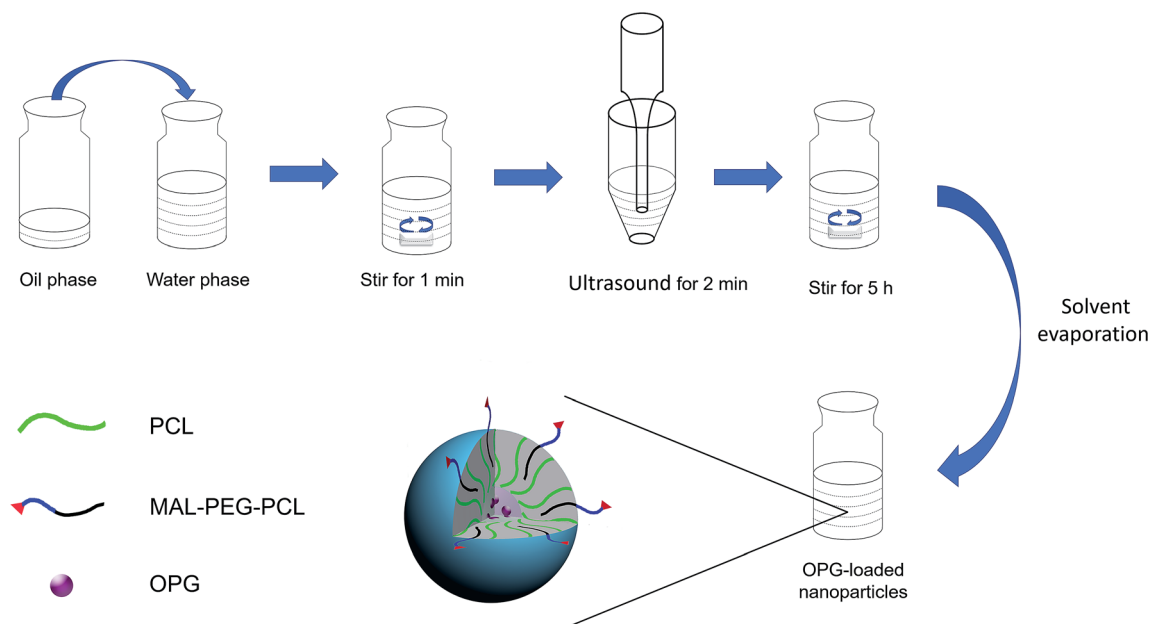 Oil phase
Water phase
Stir for 1 min
Ultrasound for 2 min
Stir for 5 h
Solvent
evaporation
PCL
MAL-PEG-PCL
OPG
OPG-loaded
nanoparticles